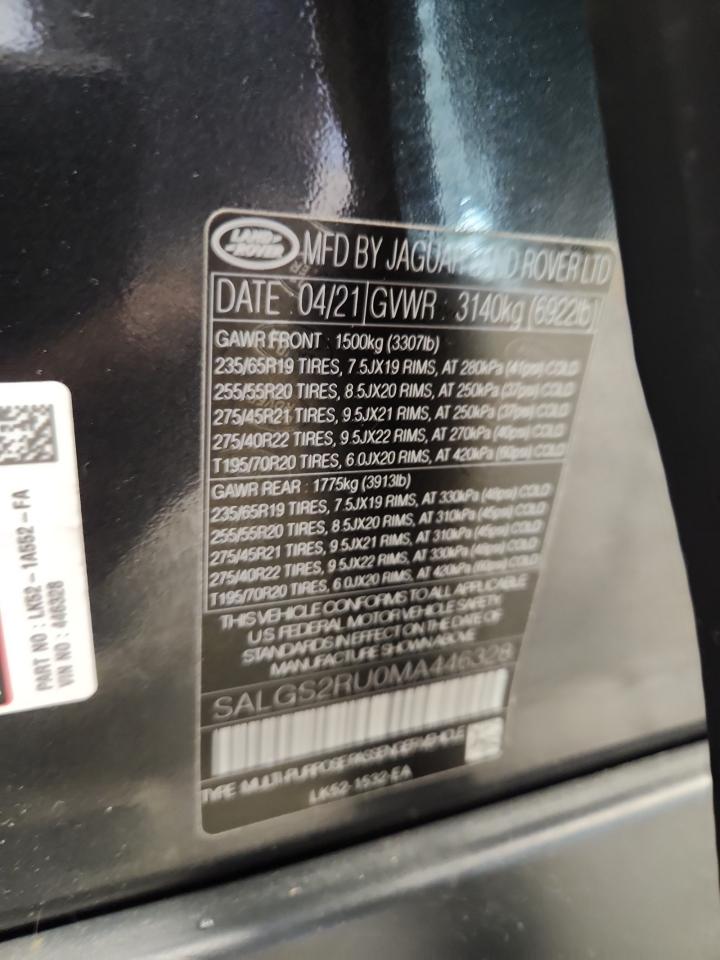 LAND
ROVER
MFD BY JAGUAR LAND ROVER LTD
DATE : 04/21 GVWR : 3140kg (6922lb)
GAWR FRONT : 1500kg (3307lb)
235/65R19 TIRES, 7.5JX19 RIMS, AT 280kPa (41psi) COLD
255/55R20 TIRES, 8.5JX20 RIMS, AT 250kPa (37psi) COLD
275/45R21 TIRES, 9.5JX21 RIMS, AT 250kPa (37psi) COLD
275/40R22 TIRES, 9.5JX22 RIMS, AT 270kPa (40psi) COLD
T195/70R20 TIRES, 6.0JX20 RIMS, AT 420kPa (60psi) COLD
GAWR REAR : 1775kg (3913lb)
235/65R19 TIRES, 7.5JX19 RIMS, AT 330kPa (48psi) COLD
255/55R20 TIRES, 8.5JX20 RIMS, AT 310kPa (45psi) COLD
275/45R21 TIRES, 9.5JX21 RIMS, AT 310kPa (45psi) COLD
275/40R22 TIRES, 9.5JX22 RIMS, AT 330kPa (48psi) COLD
T195/70R20 TIRES, 6.0JX20 RIMS, AT 420kPa (60psi) COLD
THIS VEHICLE CONFORMS TO ALL APPLICABLE
U.S FEDERAL MOTOR VEHICLE SAFETY
STANDARDS IN EFFECT ON THE DATE OF
MANUFACTURE SHOWN ABOVE
SALGS2RU0MA446328
TYPE : MULTI-PURPOSE PASSENGER VEHICLE
LK52-1532-EA
PART NO : LK52-1A552-FA
VIN NO : 446328